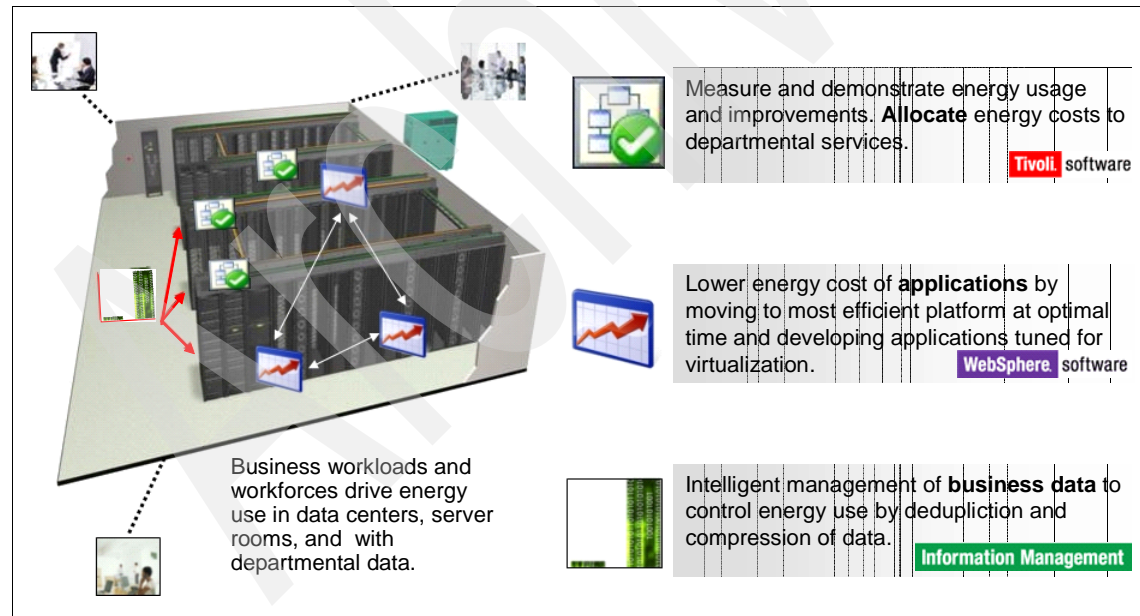 Measure and demonstrate energy usage
and improvements. Allocate energy costs to
departmental services.
Tivoli. software
Lower energy cost of applications by
moving to most efficient platform at optimal
time and developing applications tuned for
virtualization.
WebSphere. software
Business workloads and
workforces drive energy
use in data centers, server
rooms, and with
departmental data.
Intelligent management of business data to
control energy use by dedupliction and
compression of data.
Information Management